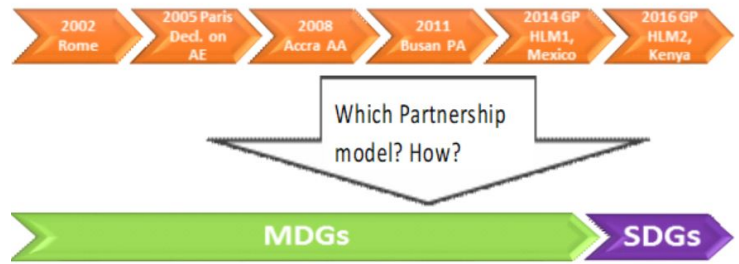 2002
Rome
2005 Paris
Decl. on
AE
2008
Accra AA
2011
Busan PA
2014 GP
HLM1,
Mexico
2016 GP
HLM2,
Kenya
Which Partnership
model? How?
MDGs
SDGs